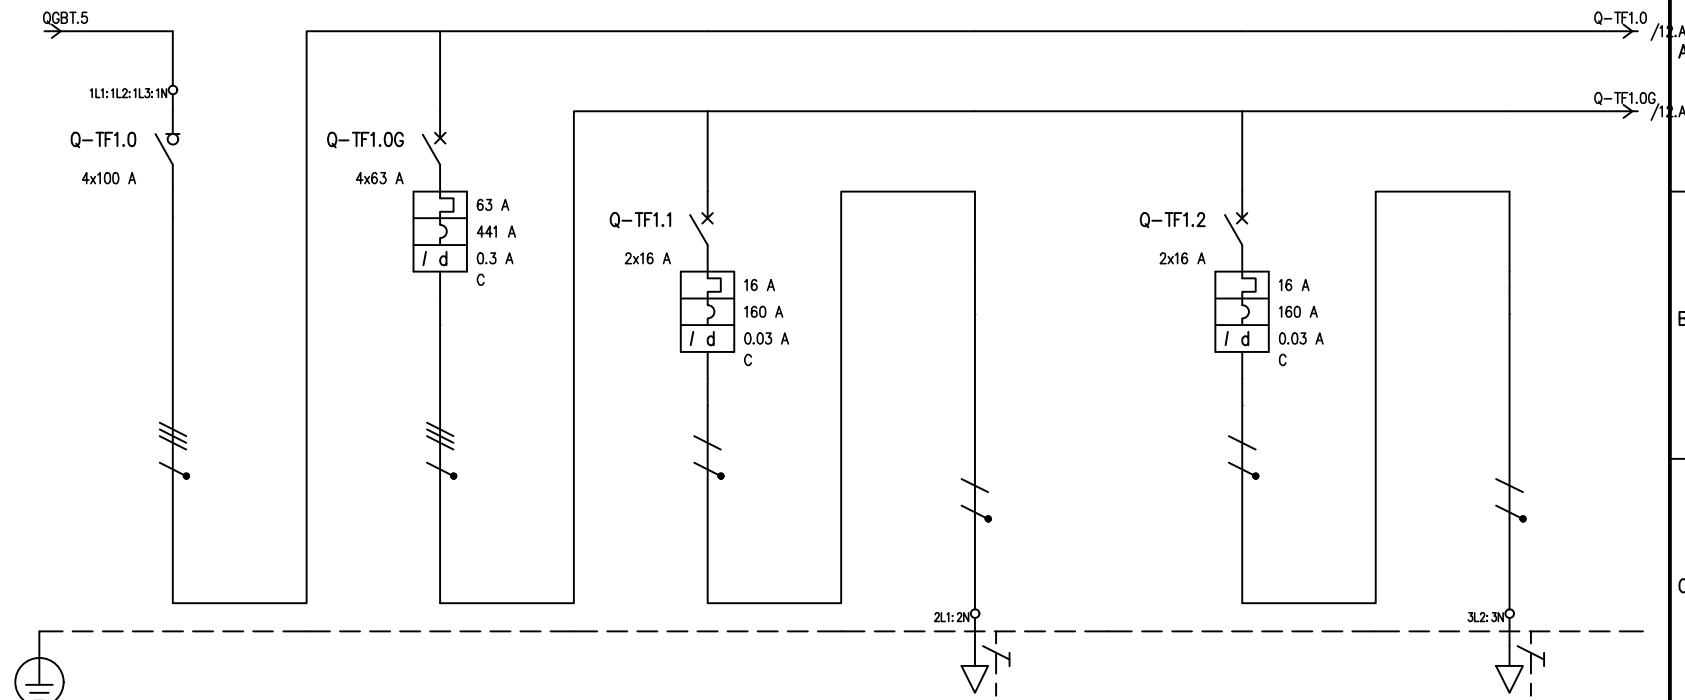 QGBT.5
Q-TF1.0
/12.A
A
1L1:1L2:1L3:1N
Q-TF1.0G
/12.A
Q-TF1.0
4x100 A
Q-TF1.0G
4x63 A
63 A
441 A
I d
0.3 A
C
Q-TF1.1
2x16 A
16 A
160 A
I d
0.03 A
C
Q-TF1.2
2x16 A
16 A
160 A
I d
0.03 A
C
B
C
2L1:2N
3L2:3N